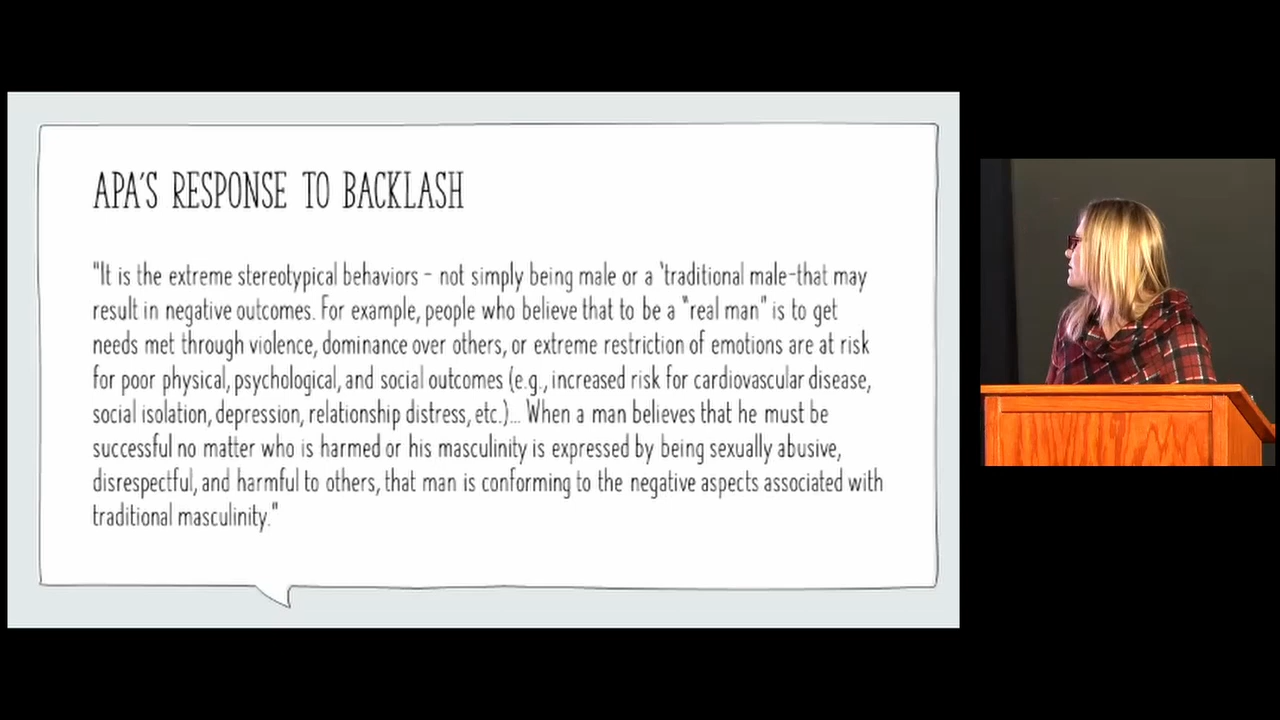 APA'S RESPONSE TO BACKLASH
"It is the extreme stereotypical behaviors - not simply being male or a 'traditional male-that may
result in negative outcomes. For example, people who believe that to be a "real man" is to get
needs met through violence, dominance over others, or extreme restriction of emotions are at risk
for poor physical, psychological, and social outcomes (e.g., increased risk for cardiovascular disease,
social isolation, depression, relationship distress, etc.)... When a man believes that he must be
successful no matter who is harmed or his masculinity is expressed by being sexually abusive,
disrespectful, and harmful to others, that man is conforming to the negative aspects associated with
traditional masculinity."